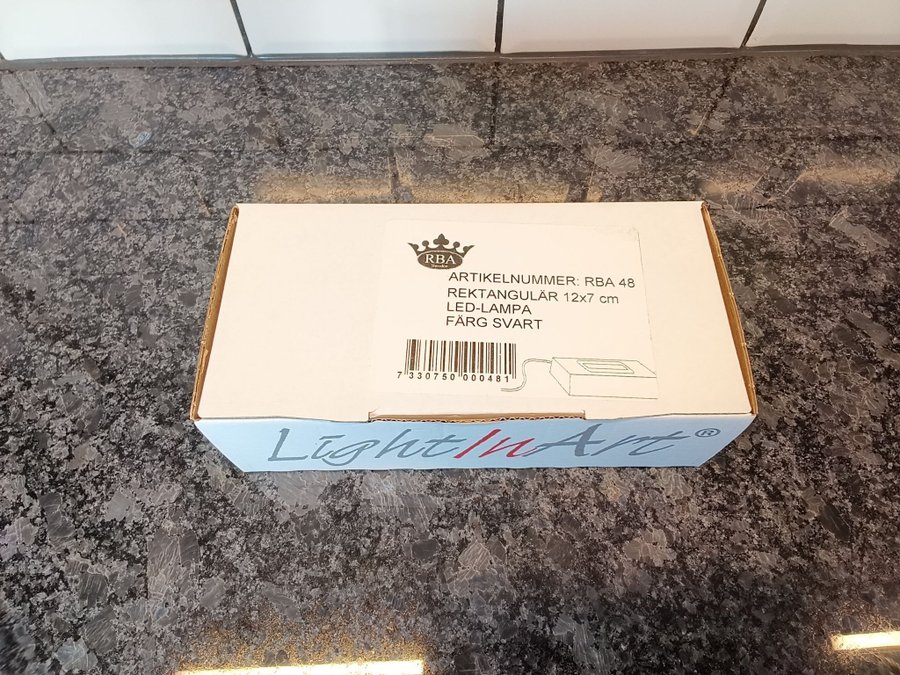 RBA
ARTIKELNUMMER: RBA 48
REKTANGULÄR 12x7 cm
LED-LAMPA
FÄRG SVART
7 330750 000481
LightInArt®